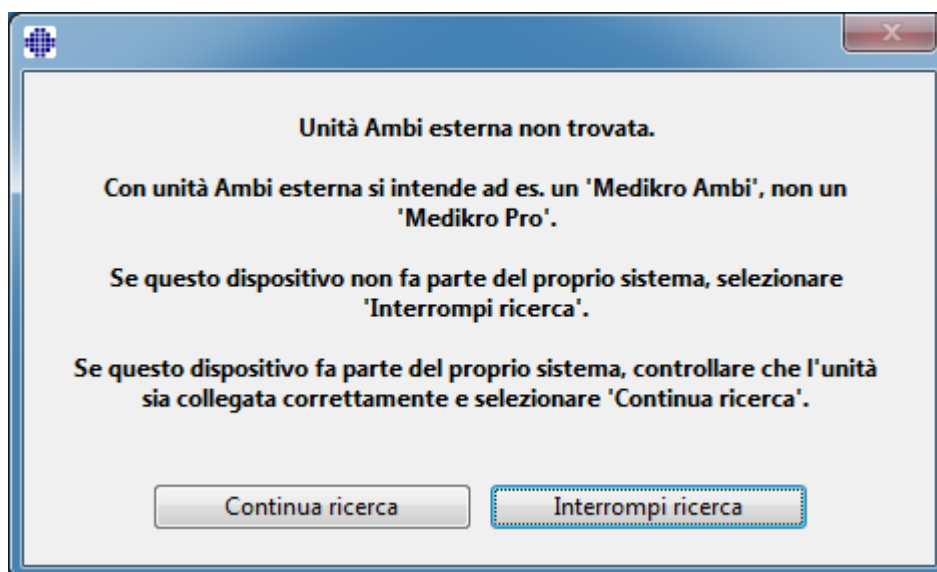 Unità Ambi esterna non trovata.
Con unità Ambi esterna si intende ad es. un 'Medikro Ambi', non un
'Medikro Pro'.
Se questo dispositivo non fa parte del proprio sistema, selezionare
'Interrompi ricerca'.
Se questo dispositivo fa parte del proprio sistema, controllare che l'unità
sia collegata correttamente e selezionare 'Continua ricerca'.
Continua ricerca
Interrompi ricerca